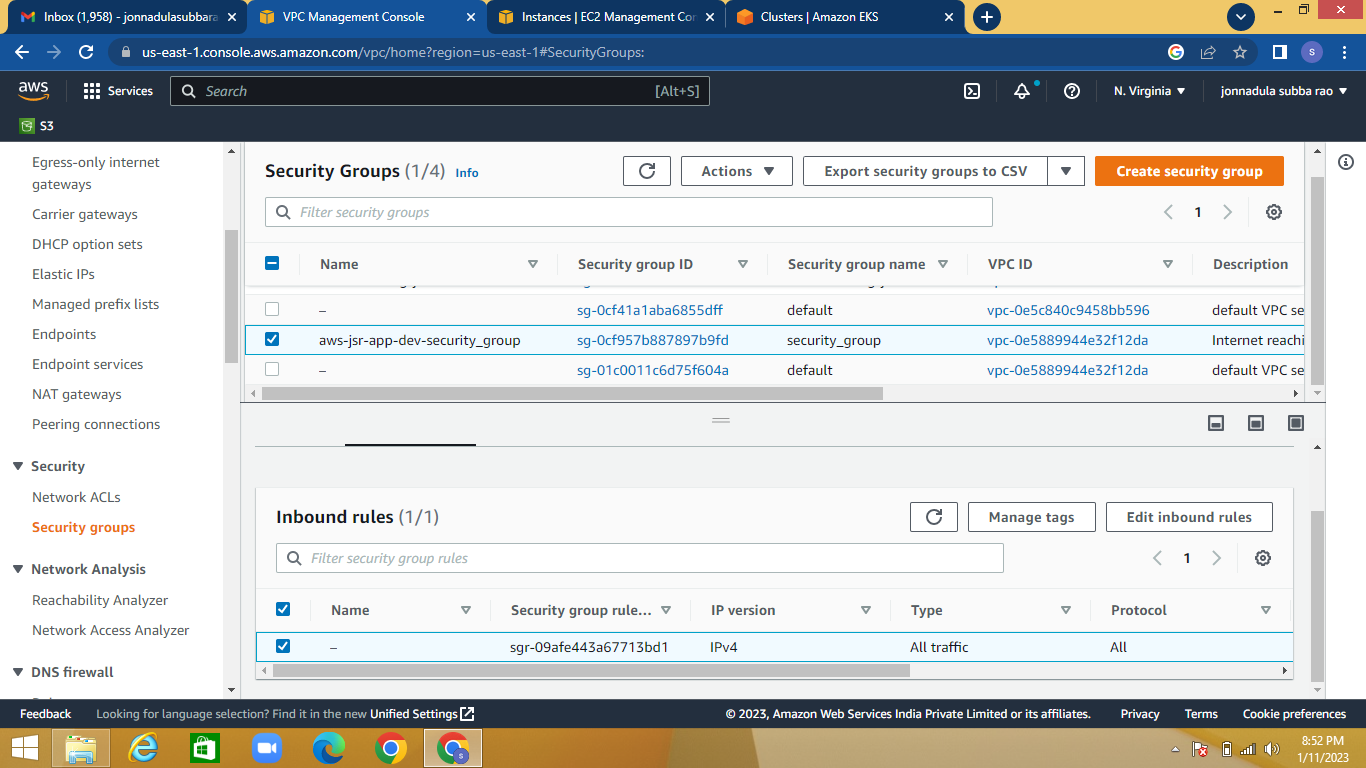 Inbox (1,958) - jonnadulasubbara
VPC Management Console
Instances | EC2 Management Con
Clusters | Amazon EKS
us-east-1.console.aws.amazon.com/vpc/home?region=us-east-1#SecurityGroups:
aws
Services
Search
[Alt+S]
N. Virginia
jonnadula subba rao
S3
Egress-only internet
gateways
Carrier gateways
DHCP option sets
Elastic IPs
Managed prefix lists
Endpoints
Endpoint services
NAT gateways
Peering connections
Security
Network ACLs
Security groups
Network Analysis
Reachability Analyzer
Network Access Analyzer
DNS firewall
Security Groups (1/4) Info
Actions
Export security groups to CSV
Create security group
Filter security groups
1
Name Security group ID Security group name VPC ID Description
– sg-0cf41a1aba6855dff default vpc-0e5c840c9458bb596 default VPC se
aws-jsr-app-dev-security_group sg-0cf957b887897b9fd security_group vpc-0e5889944e32f12da Internet reachi
– sg-01c0011c6d75f604a default vpc-0e5889944e32f12da default VPC se
Inbound rules (1/1)
Manage tags
Edit inbound rules
Filter security group rules
1
Name Security group rule... IP version Type Protocol
– sgr-09afe443a67713bd1 IPv4 All traffic All
Feedback
Looking for language selection? Find it in the new Unified Settings
© 2023, Amazon Web Services India Private Limited or its affiliates.
Privacy
Terms
Cookie preferences
8:52 PM
1/11/2023